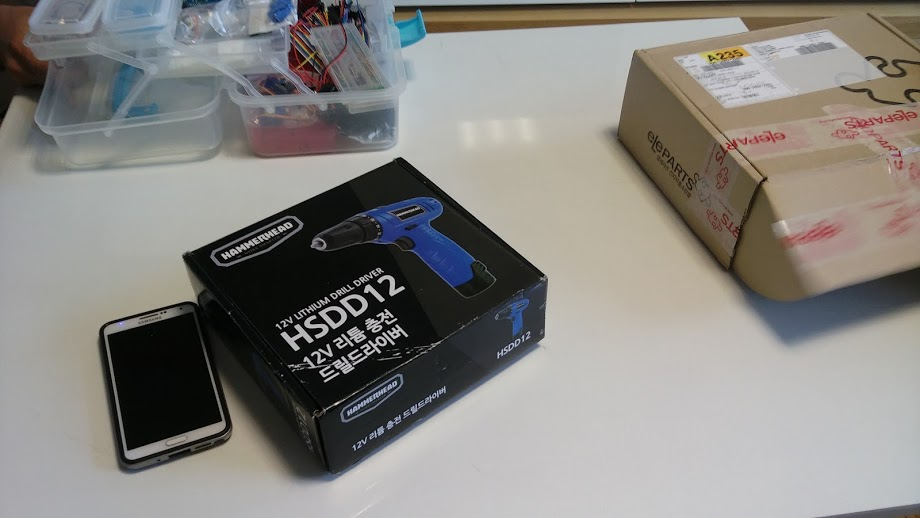 A235
eleparts
eleparts
eleparts
SAMSUNG
HAMMERHEAD
12V LITHIUM DRILL DRIVER
HSDD12
12V 리튬 충전
드릴드라이버
HAMMERHEAD
12V 리튬 충전 드릴드라이버
HSDD12